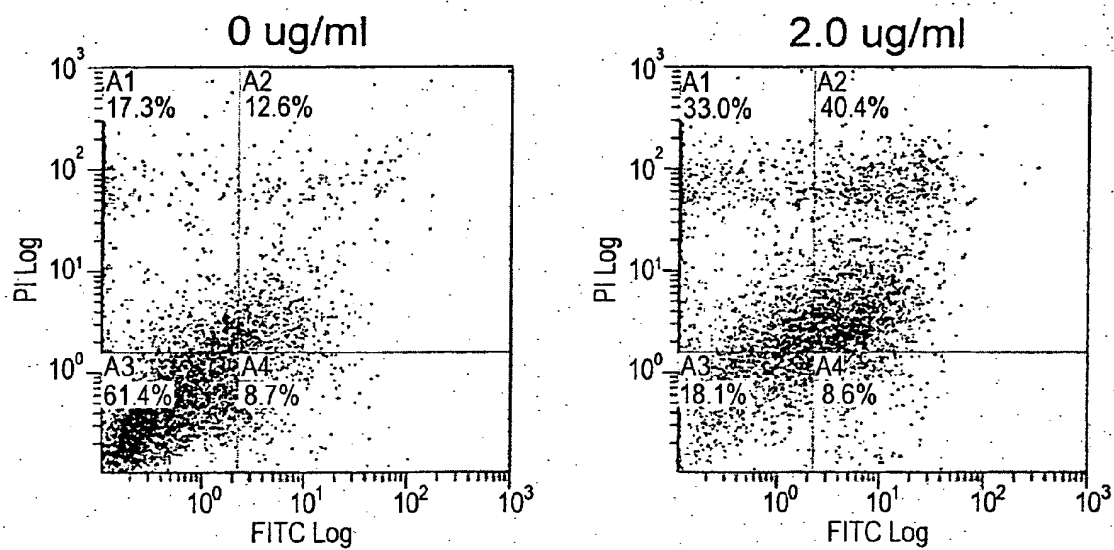 0 ug/ml
10³
A1
17.3%
A2
12.6%
10²
10¹
10⁰
A3
61.4%
A4
8.7%
PI Log
10⁰ 10¹ 10² 10³
FITC Log
2.0 ug/ml
10³
A1
33.0%
A2
40.4%
10²
10¹
10⁰
A3
18.1%
A4
8.6%
PI Log
10⁰ 10¹ 10² 10³
FITC Log